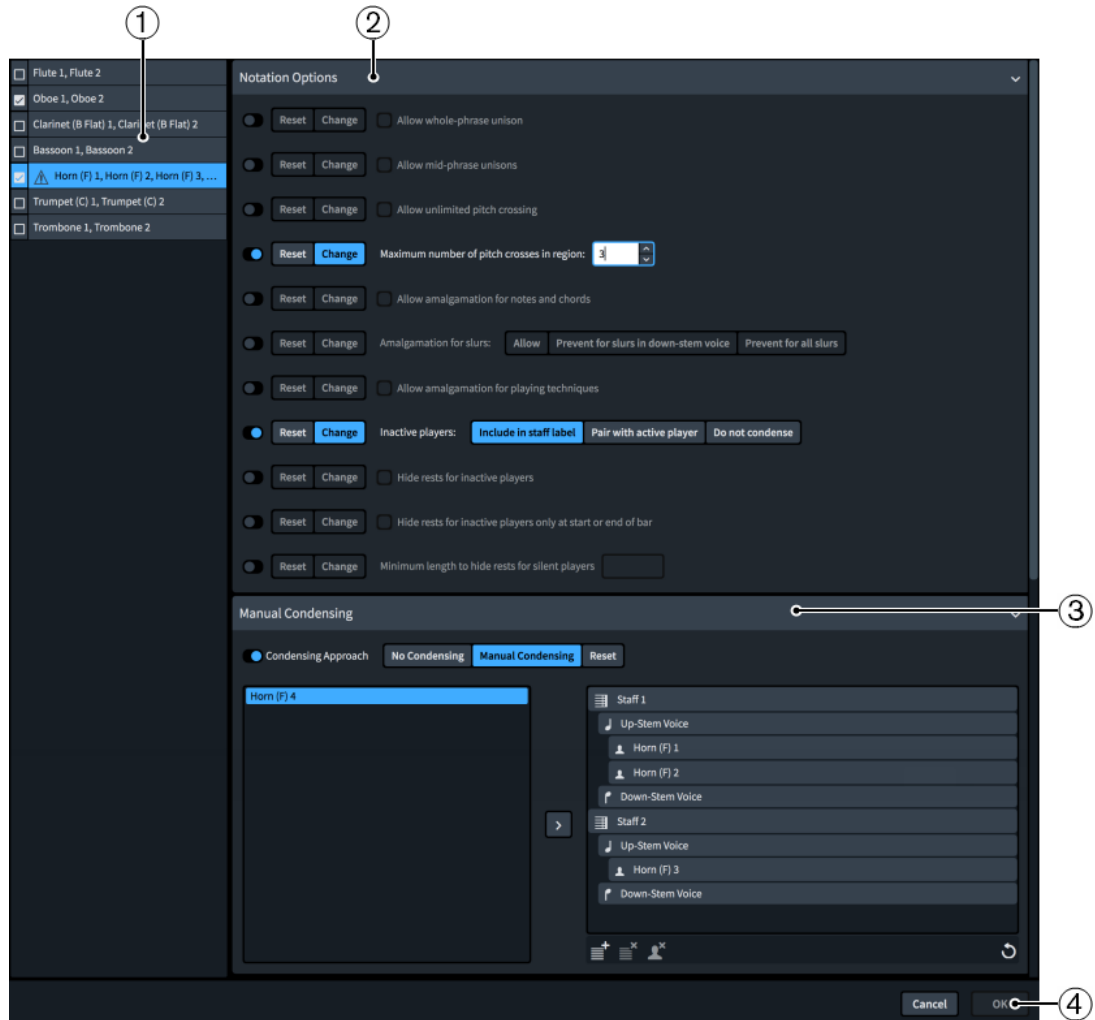 1
2
Flute 1, Flute 2
Oboe 1, Oboe 2
Clarinet (B Flat) 1, Clarinet (B Flat) 2
Bassoon 1, Bassoon 2
Horn (F) 1, Horn (F) 2, Horn (F) 3, ...
Trumpet (C) 1, Trumpet (C) 2
Trombone 1, Trombone 2
Notation Options
Reset Change Allow whole-phrase unison
Reset Change Allow mid-phrase unisons
Reset Change Allow unlimited pitch crossing
Reset Change Maximum number of pitch crosses in region: 3
Reset Change Allow amalgamation for notes and chords
Reset Change Amalgamation for slurs: Allow Prevent for slurs in down-stem voice Prevent for all slurs
Reset Change Allow amalgamation for playing techniques
Reset Change Inactive players: Include in staff label Pair with active player Do not condense
Reset Change Hide rests for inactive players
Reset Change Hide rests for inactive players only at start or end of bar
Reset Change Minimum length to hide rests for silent players
Manual Condensing
3
Condensing Approach No Condensing Manual Condensing Reset
Horn (F) 4
Staff 1
Up-Stem Voice
Horn (F) 1
Horn (F) 2
Down-Stem Voice
Staff 2
Up-Stem Voice
Horn (F) 3
Down-Stem Voice
Cancel OK
4